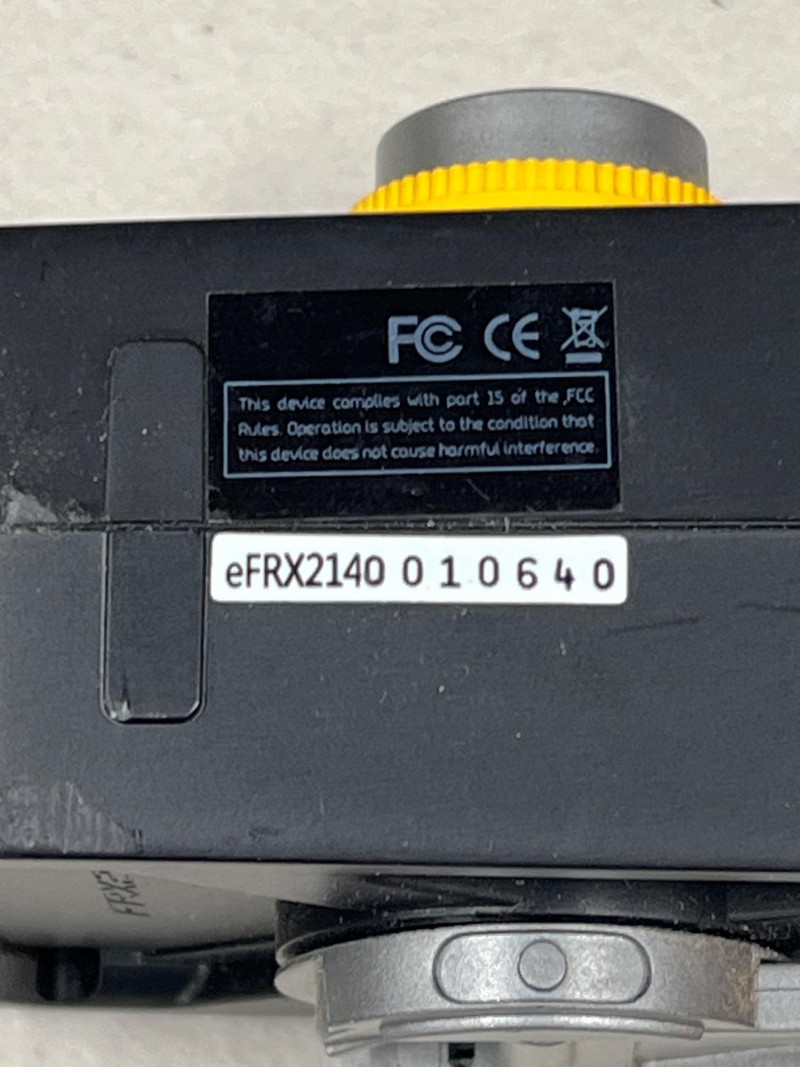 FC CE
This device complies with part 15 of the FCC
Rules. Operation is subject to the condition that
this device does not cause harmful interference.
eFRX2140 0 1 0 6 4 0